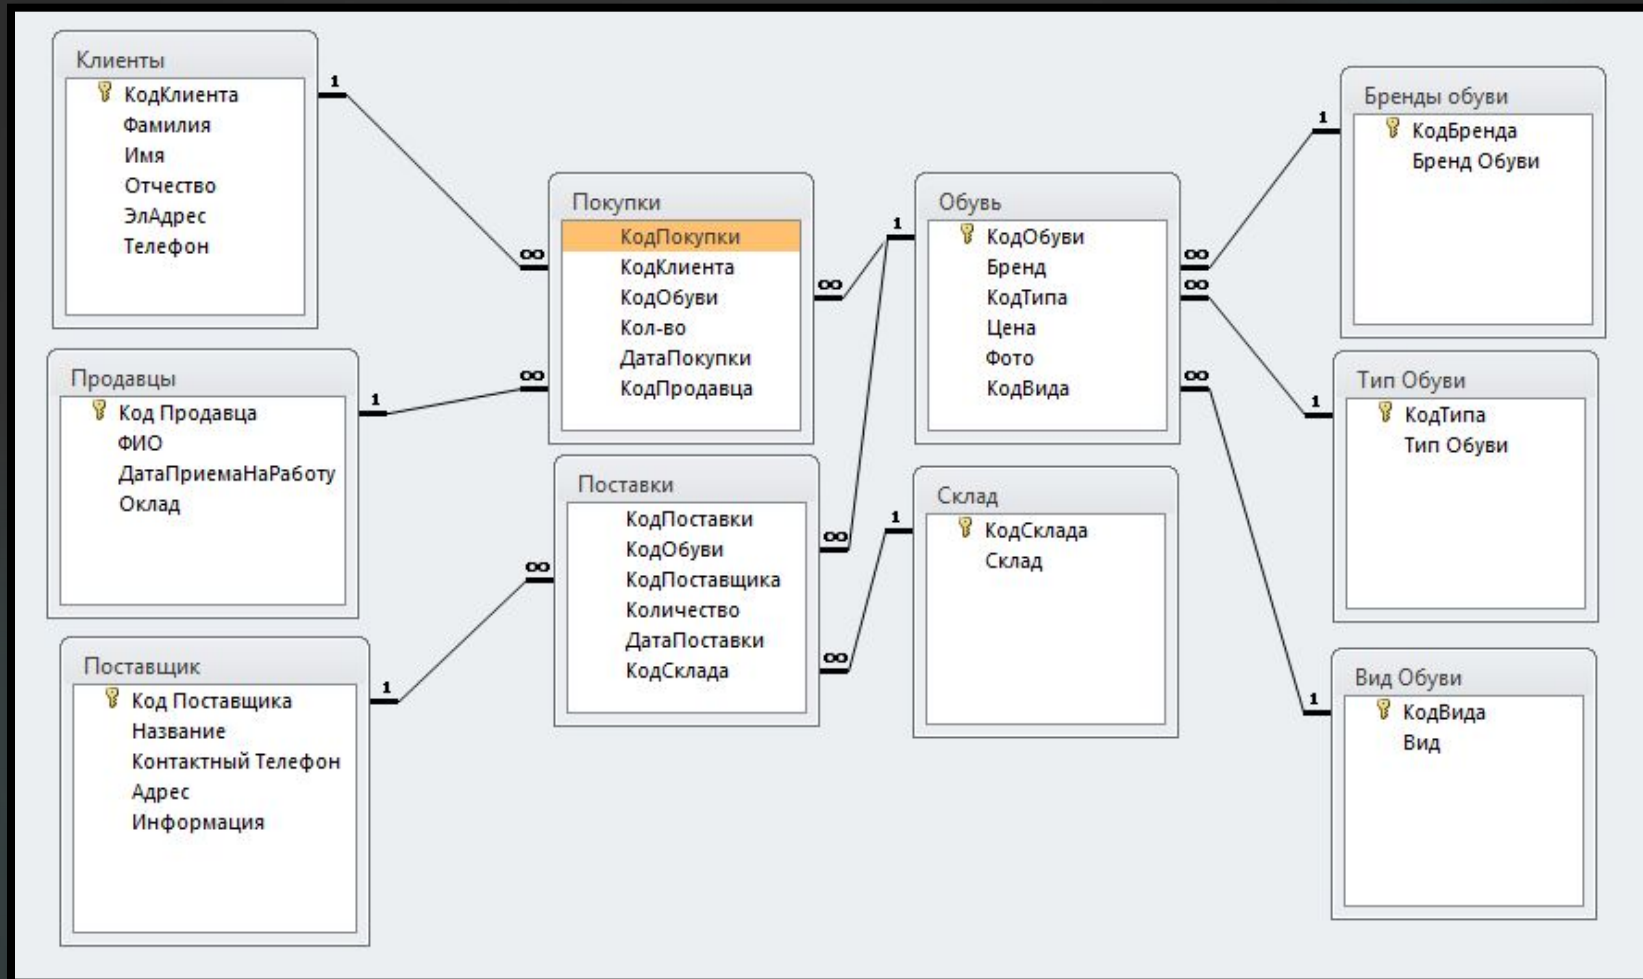 Клиенты
КодКлиента
Фамилия
Имя
Отчество
ЭлАдрес
Телефон
1
∞
Продавцы
Код Продавца
ФИО
ДатаПриемаНаРаботу
Оклад
1
∞
Поставщик
Код Поставщика
Название
Контактный Телефон
Адрес
Информация
1
∞
Покупки
КодПокупки
КодКлиента
КодОбуви
Кол-во
ДатаПокупки
КодПродавца
∞
1
Поставки
КодПоставки
КодОбуви
КодПоставщика
Количество
ДатаПоставки
КодСклада
∞
∞
1
Обувь
КодОбуви
Бренд
КодТипа
Цена
Фото
КодВида
∞
∞
∞
Склад
КодСклада
Склад
1
Бренды обуви
КодБренда
Бренд Обуви
1
Тип Обуви
КодТипа
Тип Обуви
1
Вид Обуви
КодВида
Вид